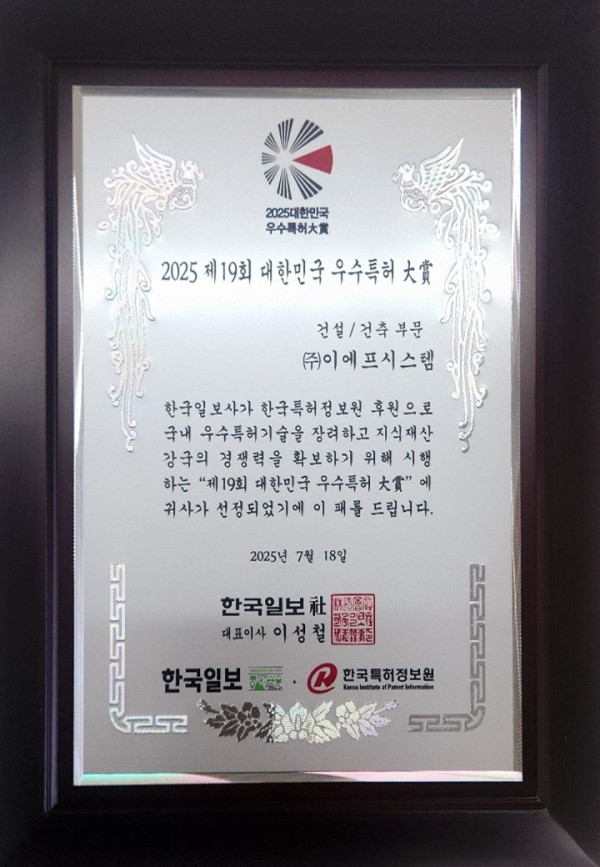 2025대한민국
우수특허大賞
2025 제19회 대한민국 우수특허 大賞
건설/건축 부문
㈜이에프시스템
한국일보사가 한국특허정보원 후원으로
국내 우수특허기술을 장려하고 지식재산
강국의 경쟁력을 확보하기 위해 시행
하는 “제19회 대한민국 우수특허 大賞” 에
귀사가 선정되었기에 이 패를 드립니다.
2025년 7월 18일
한국일보 社
대표이사 이성철
한국일보 · 한국특허정보원
Korea Institute of Patent Information